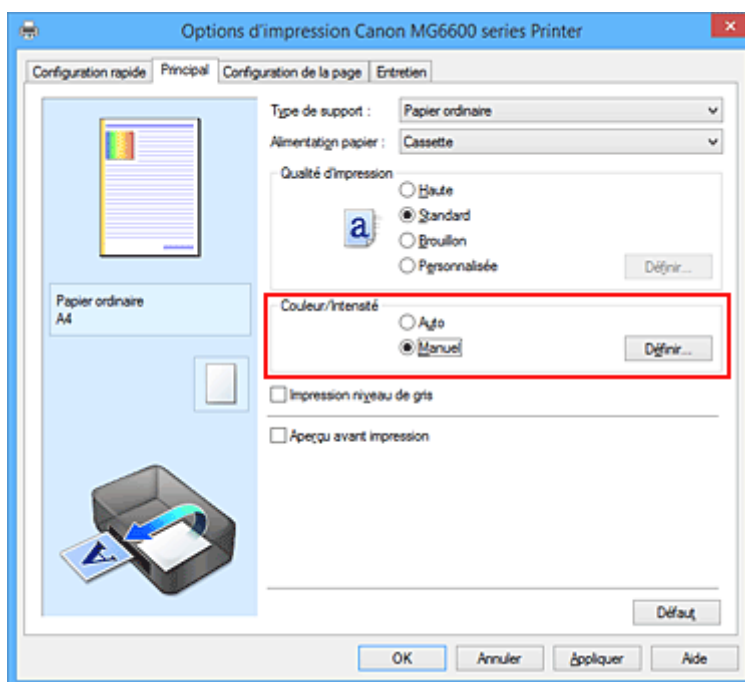 Options d'impression Canon MG6600 series Printer
Configuration rapide Principal Configuration de la page Entretien
Type de support : Papier ordinaire
Alimentation papier : Cassette
Qualité d'impression
Haute
a Standard
Brouillon
Personnalisée Définir...
Papier ordinaire
A4
Couleur/Intensité
Auto
Manuel Définir...
Impression niveau de gris
Aperçu avant impression
A
Défaut
OK Annuler Appliquer Aide